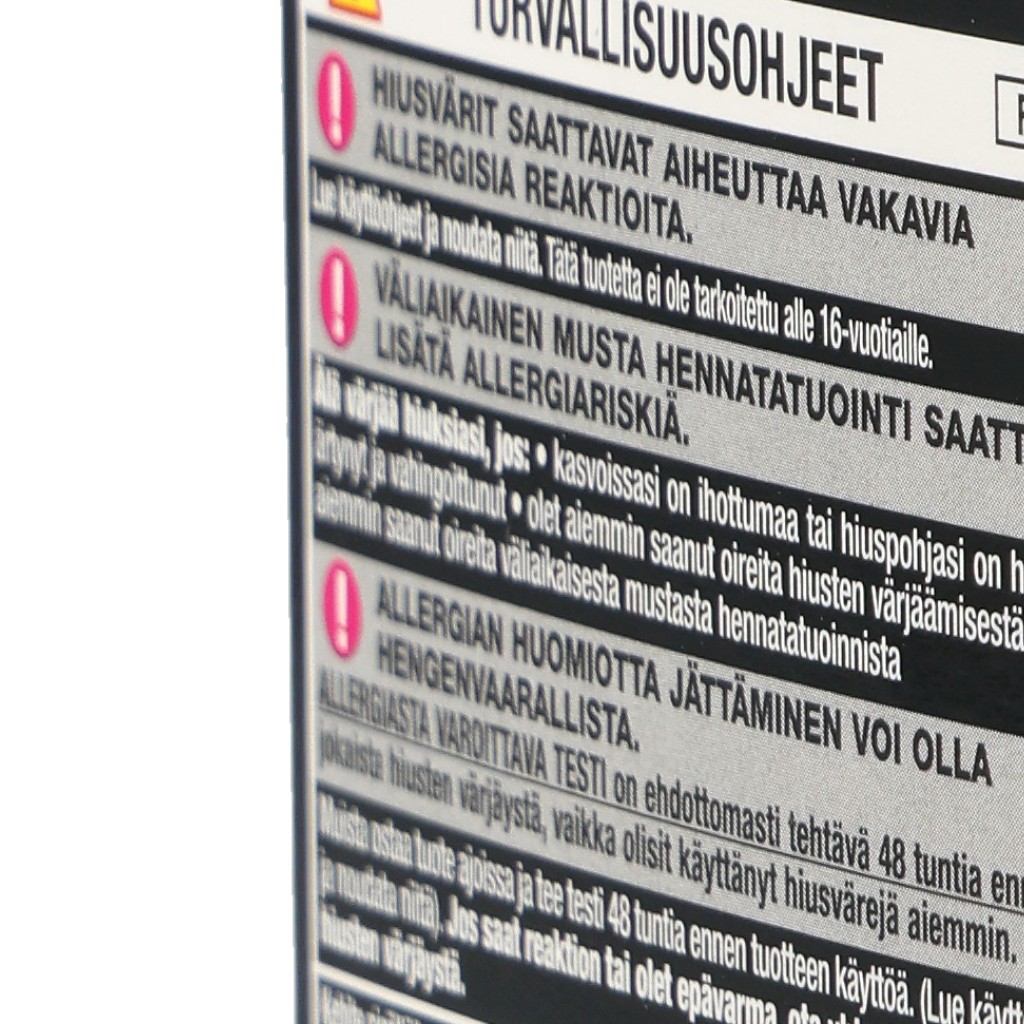 TURVALLISUUSOHJEET
HIUSVÄRIT SAATTAVAT AIHEUTTAA VAKAVIA
ALLERGISIA REAKTIOITA.
Lue käyttöohjeet ja noudata niitä. Tätä tuotetta ei ole tarkoitettu alle 16-vuotiaille.
VÄLIAIKAINEN MUSTA HENNATATUOINTI SAATT
LISÄTÄ ALLERGIARISKIÄ.
Älä värjää hiuksiasi, jos: • kasvoissasi on ihottumaa tai hiuspohjasi on h
ärtynyt ja vahingoittunut • olet aiemmin saanut oireita hiusten värjäämisestä
aiemmin saanut oireita väliaikaisesta mustasta hennatatuoinnista
ALLERGIAN HUOMIOTTA JÄTTÄMINEN VOI OLLA
HENGENVAARALLISTA.
ALLERGIASTA VAROITTAVA TESTI on ehdottomasti tehtävä 48 tuntia enn
jokaista hiusten värjäystä, vaikka olisit käyttänyt hiusvärejä aiemmin.
Muista ostaa tuote ajoissa ja tee testi 48 tuntia ennen tuotteen käyttöä. (Lue käytt
ja noudata niitä). Jos saat reaktion tai olet epävarma, ota
hiusten värjäystä.